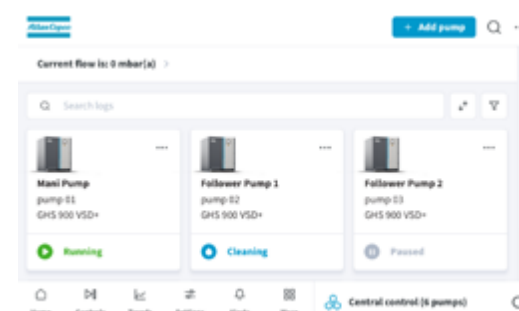 Atlas Copco
+ Add pump
Current flow is: 0 mbar(a) >
Search logs
Mani Pump
pump 01
GHS 900 VSD+
Running
Follower Pump 1
pump 02
GHS 900 VSD+
Cleaning
Follower Pump 2
pump 03
GHS 900 VSD+
Paused
Central control (6 pumps)